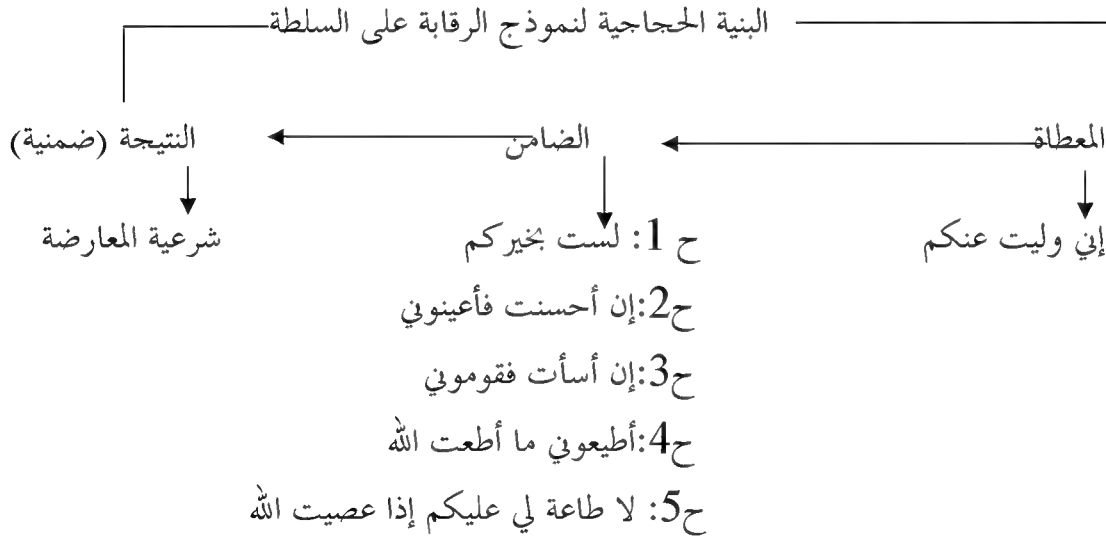 البنية الحجاجية لنموذج الرقابة على السلطة
المعطاة الضامن النتيجة (ضمنية)
إني وليت عنكم ح 1: لست بخيركم شرعية المعارضة
ح2:إن أحسنت فأعينوني
ح3:إن أسأت فقوموني
ح4:أطيعوني ما أطعت الله
ح5: لا طاعة لي عليكم إذا عصيت الله